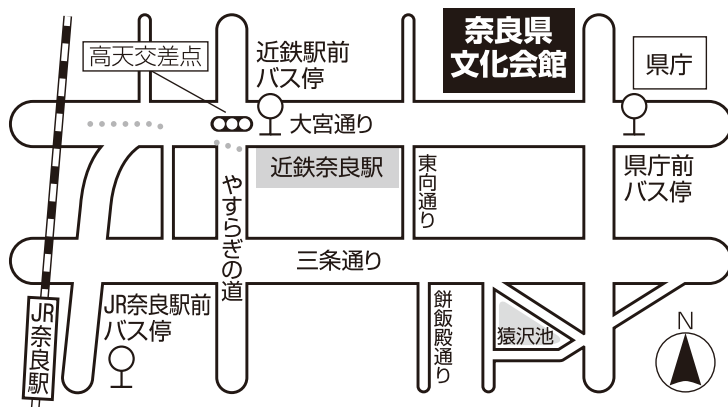 奈良県
文化会館
県庁
高天交差点
近鉄駅前
バス停
大宮通り
近鉄奈良駅
東向通り
県庁前
バス停
やすらぎの道
三条通り
JR奈良駅前
バス停
JR奈良駅
餅飯殿通り
猿沢池
N